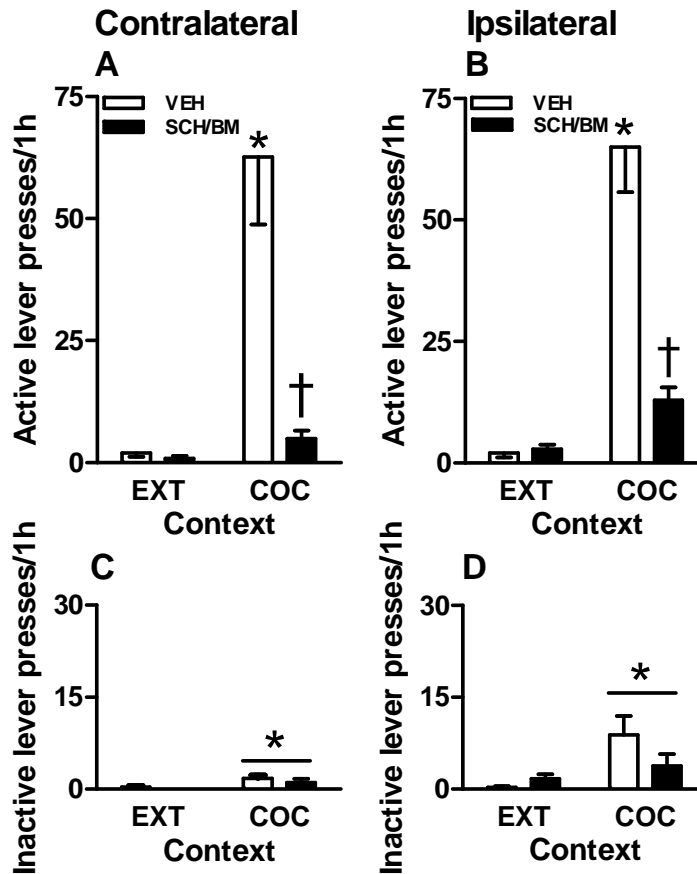 Contralateral
Ipsilateral
A
Active lever presses/1h
75
50
25
0
VEH
SCH/BM
*
†
EXT COC
Context
B
Active lever presses/1h
75
50
25
0
VEH
SCH/BM
*
†
EXT COC
Context
C
Inactive lever presses/1h
30
15
0
*
EXT COC
Context
D
Inactive lever presses/1h
30
15
0
*
EXT COC
Context